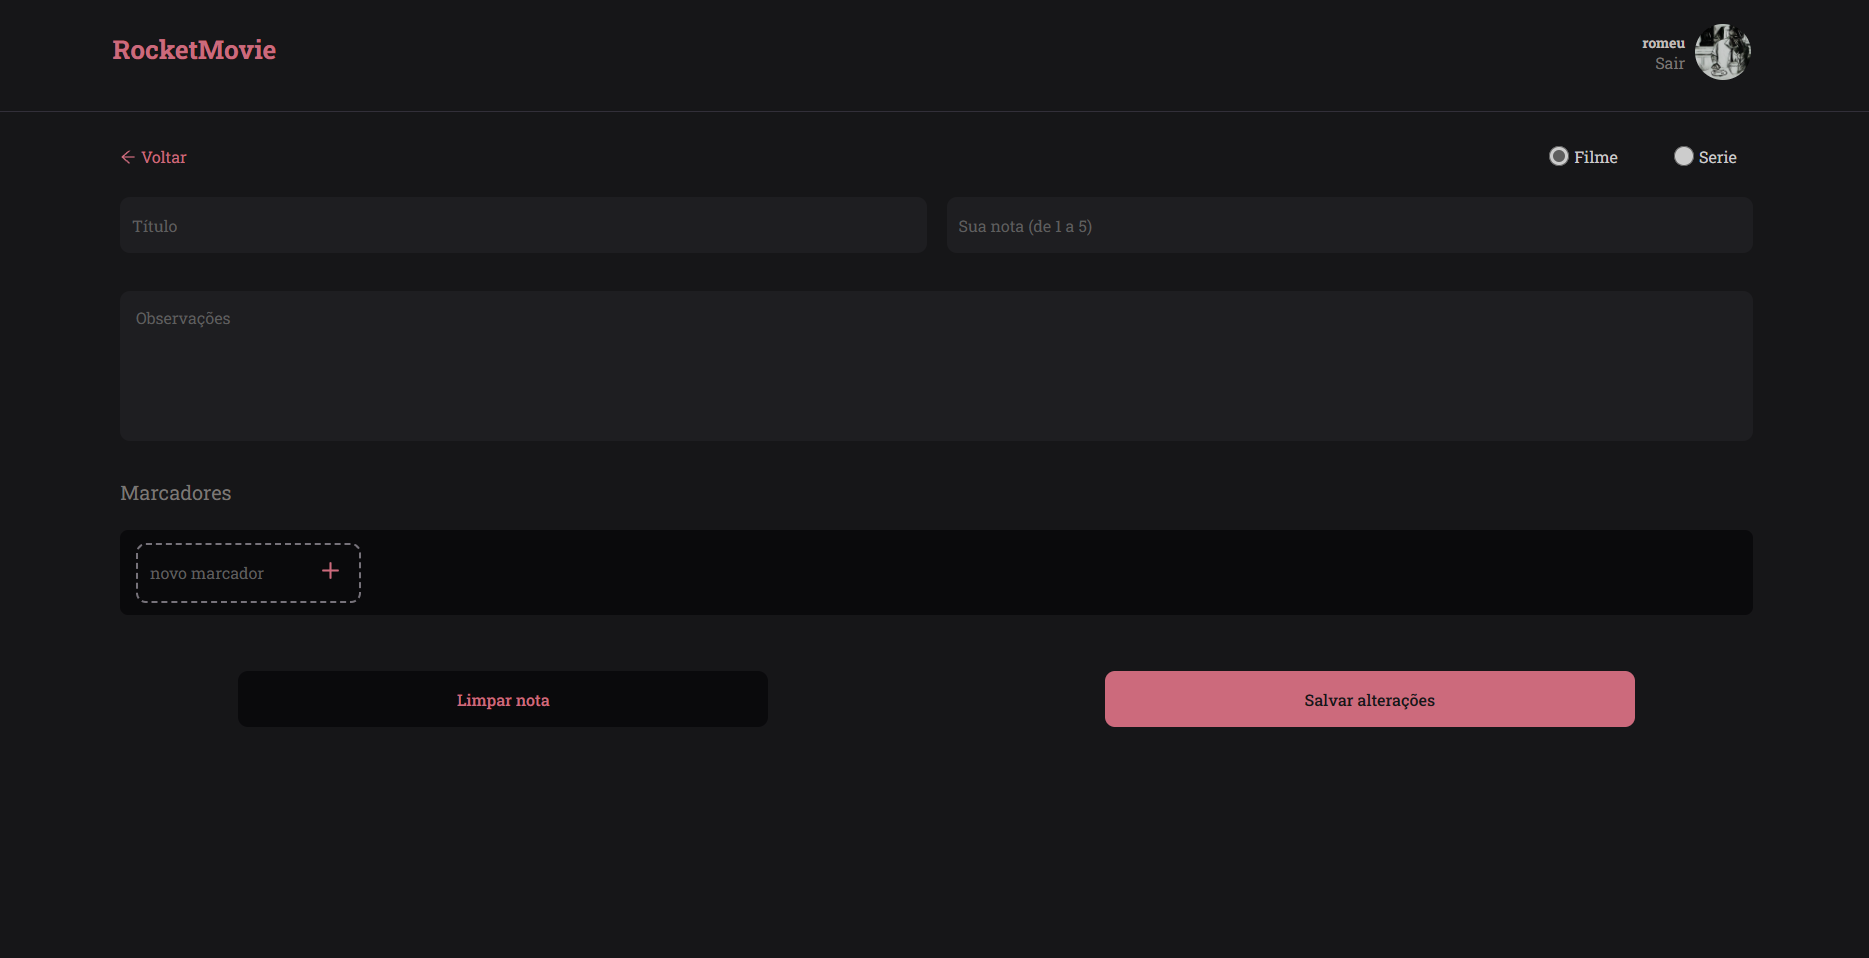 RocketMovie
romeu
Sair
Voltar
Filme
Serie
Título
Sua nota (de 1 a 5)
Observações
Marcadores
novo marcador
Limpar nota
Salvar alterações